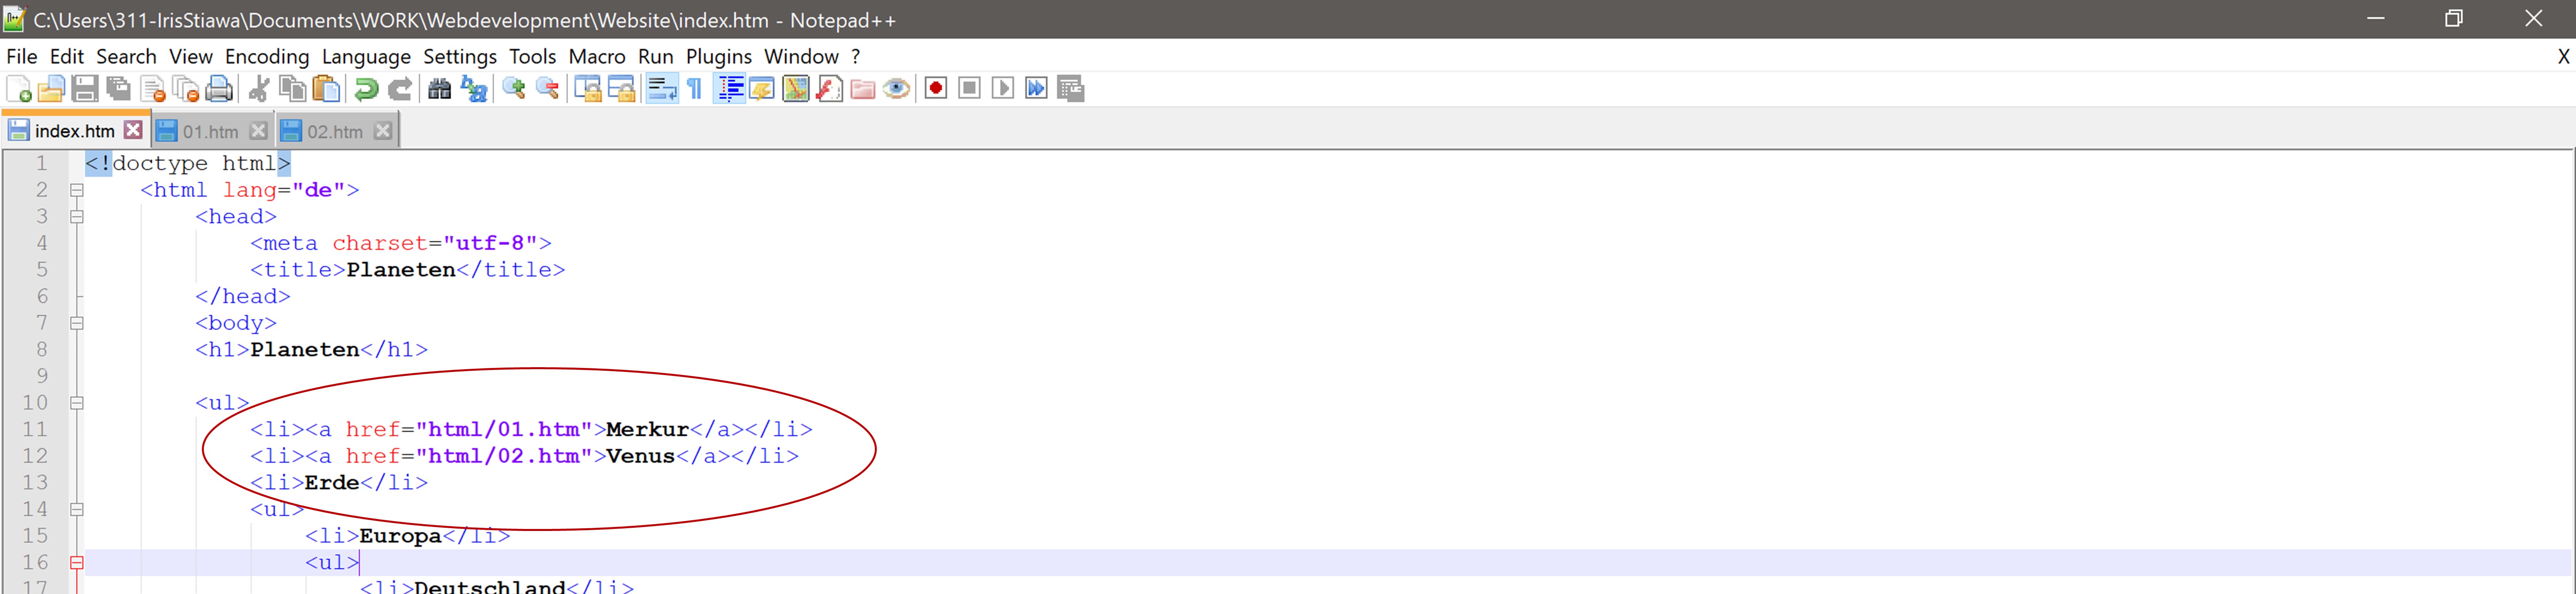 C:\Users\311-IrisStiawa\Documents\WORK\Webdevelopment\Website\index.htm - Notepad++
File Edit Search View Encoding Language Settings Tools Macro Run Plugins Window ? X
index.htm 01.htm 02.htm
1 <!doctype html>
2 <html lang="de">
3 <head>
4 <meta charset="utf-8">
5 <title>Planeten</title>
6 </head>
7 <body>
8 <h1>Planeten</h1>
9
10 <ul>
11 <li><a href="html/01.htm">Merkur</a></li>
12 <li><a href="html/02.htm">Venus</a></li>
13 <li>Erde</li>
14 <ul>
15 <li>Europa</li>
16 <ul>
17 <li>Deutschland</li>